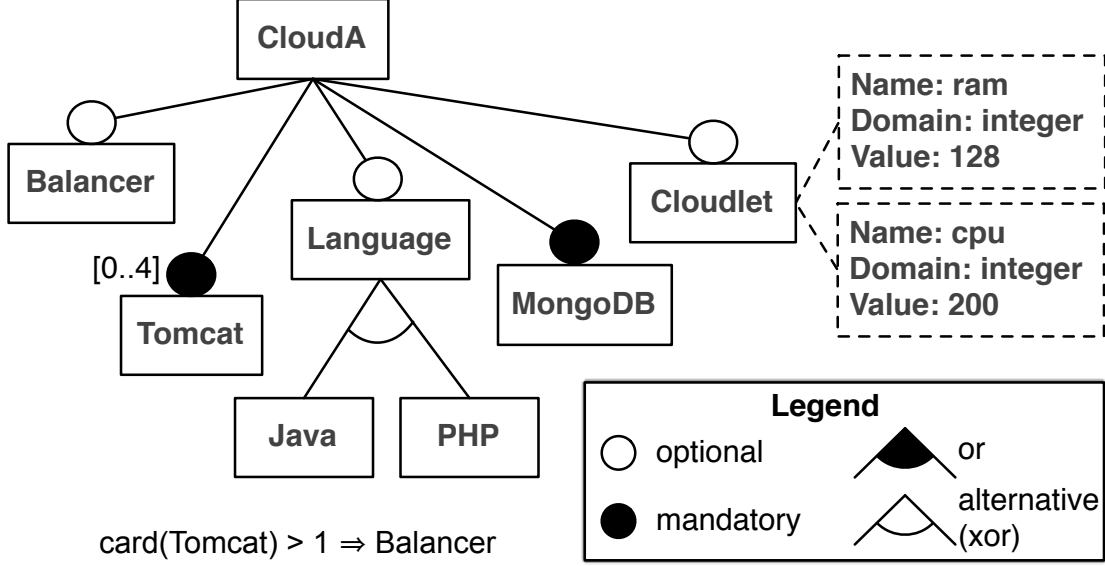 CloudA
Balancer
[0..4]
Tomcat
Language
Java
PHP
MongoDB
Cloudlet
Name: ram
Domain: integer
Value: 128
Name: cpu
Domain: integer
Value: 200
Legend
optional
or
mandatory
alternative
(xor)
card(Tomcat) > 1 ⇒ Balancer